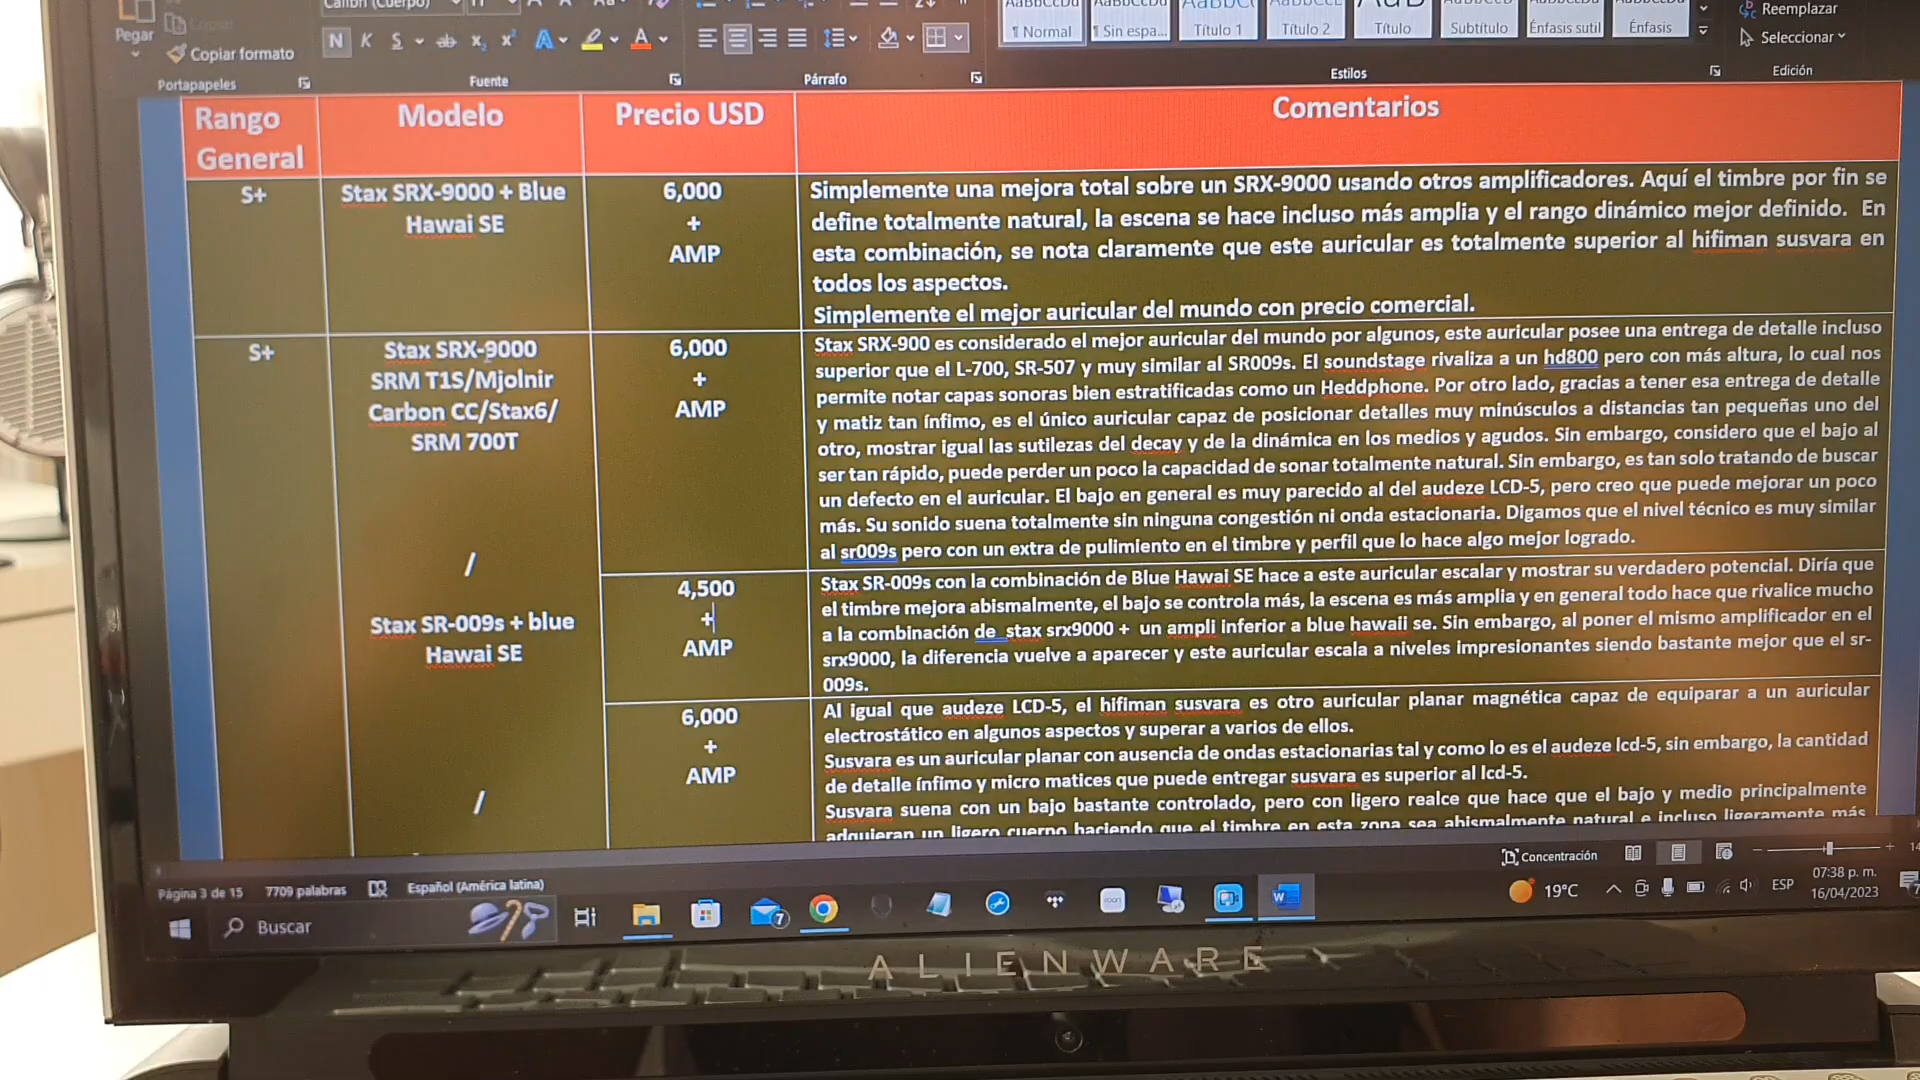 Calibri (Cuerpo)
Pegar
Copiar
Copiar formato
N K S ab x₂ x² A A
Portapapeles
Fuente
Párrafo
AaBbCcDd
¶ Normal
¶ Sin espa...
Título 1
Título 2
Título
Subtítulo
Énfasis sutil
Énfasis
Estilos
Reemplazar
Seleccionar
Edición
Rango General
Modelo
Precio USD
Comentarios
S+
Stax SRX-9000 + Blue
Hawai SE
6,000
+
AMP
Simplemente una mejora total sobre un SRX-9000 usando otros amplificadores. Aquí el timbre por fin se
define totalmente natural, la escena se hace incluso más amplia y el rango dinámico mejor definido. En
esta combinación, se nota claramente que este auricular es totalmente superior al hifiman susvara en
todos los aspectos.
Simplemente el mejor auricular del mundo con precio comercial.
S+
Stax SRX-9000
SRM T1S/Mjolnir
Carbon CC/Stax6/
SRM 700T
/
Stax SR-009s + blue
Hawai SE
/
6,000
+
AMP
Stax SRX-900 es considerado el mejor auricular del mundo por algunos, este auricular posee una entrega de detalle incluso
superior que el L-700, SR-507 y muy similar al SR009s. El soundstage rivaliza a un hd800 pero con más altura, lo cual nos
permite notar capas sonoras bien estratificadas como un Heddphone. Por otro lado, gracias a tener esa entrega de detalle
y matiz tan ínfimo, es el único auricular capaz de posicionar detalles muy minúsculos a distancias tan pequeñas uno del
otro, mostrar igual las sutilezas del decay y de la dinámica en los medios y agudos. Sin embargo, considero que el bajo al
ser tan rápido, puede perder un poco la capacidad de sonar totalmente natural. Sin embargo, es tan solo tratando de buscar
un defecto en el auricular. El bajo en general es muy parecido al del audeze LCD-5, pero creo que puede mejorar un poco
más. Su sonido suena totalmente sin ninguna congestión ni onda estacionaria. Digamos que el nivel técnico es muy similar
al sr009s pero con un extra de pulimiento en el timbre y perfil que lo hace algo mejor logrado.
4,500
+
AMP
Stax SR-009s con la combinación de Blue Hawai SE hace a este auricular escalar y mostrar su verdadero potencial. Diría que
el timbre mejora abismalmente, el bajo se controla más, la escena es más amplia y en general todo hace que rivalice mucho
a la combinación de stax srx9000 + un ampli inferior a blue hawaii se. Sin embargo, al poner el mismo amplificador en el
srx9000, la diferencia vuelve a aparecer y este auricular escala a niveles impresionantes siendo bastante mejor que el sr-
009s.
6,000
+
AMP
Al igual que audeze LCD-5, el hifiman susvara es otro auricular planar magnética capaz de equiparar a un auricular
electrostático en algunos aspectos y superar a varios de ellos.
Susvara es un auricular planar con ausencia de ondas estacionarias tal y como lo es el audeze lcd-5, sin embargo, la cantidad
de detalle ínfimo y micro matices que puede entregar susvara es superior al lcd-5.
Susvara suena con un bajo bastante controlado, pero con ligero realce que hace que el bajo y medio principalmente
adquieran un ligero cuerpo haciendo que el timbre en esta zona sea abismalmente natural e incluso ligeramente más
Página 3 de 15
7709 palabras
Español (América latina)
Concentración
Buscar
7
19°C
ESP
07:38 p. m.
16/04/2023
ALIENWARE